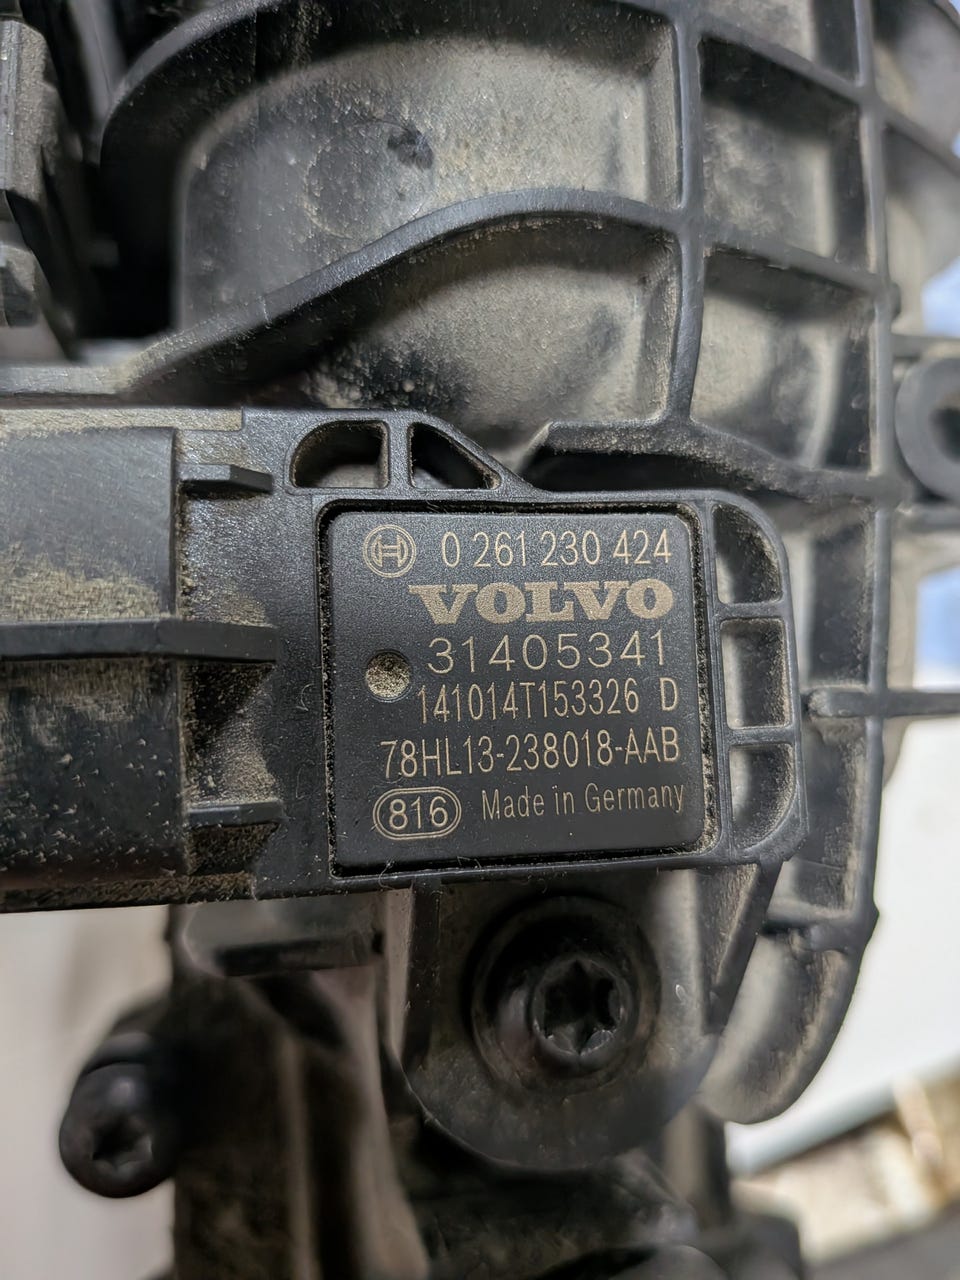 0 261 230 424
VOLVO
31405341
141014T153326 D
78HL13-238018-AAB
816 Made in Germany